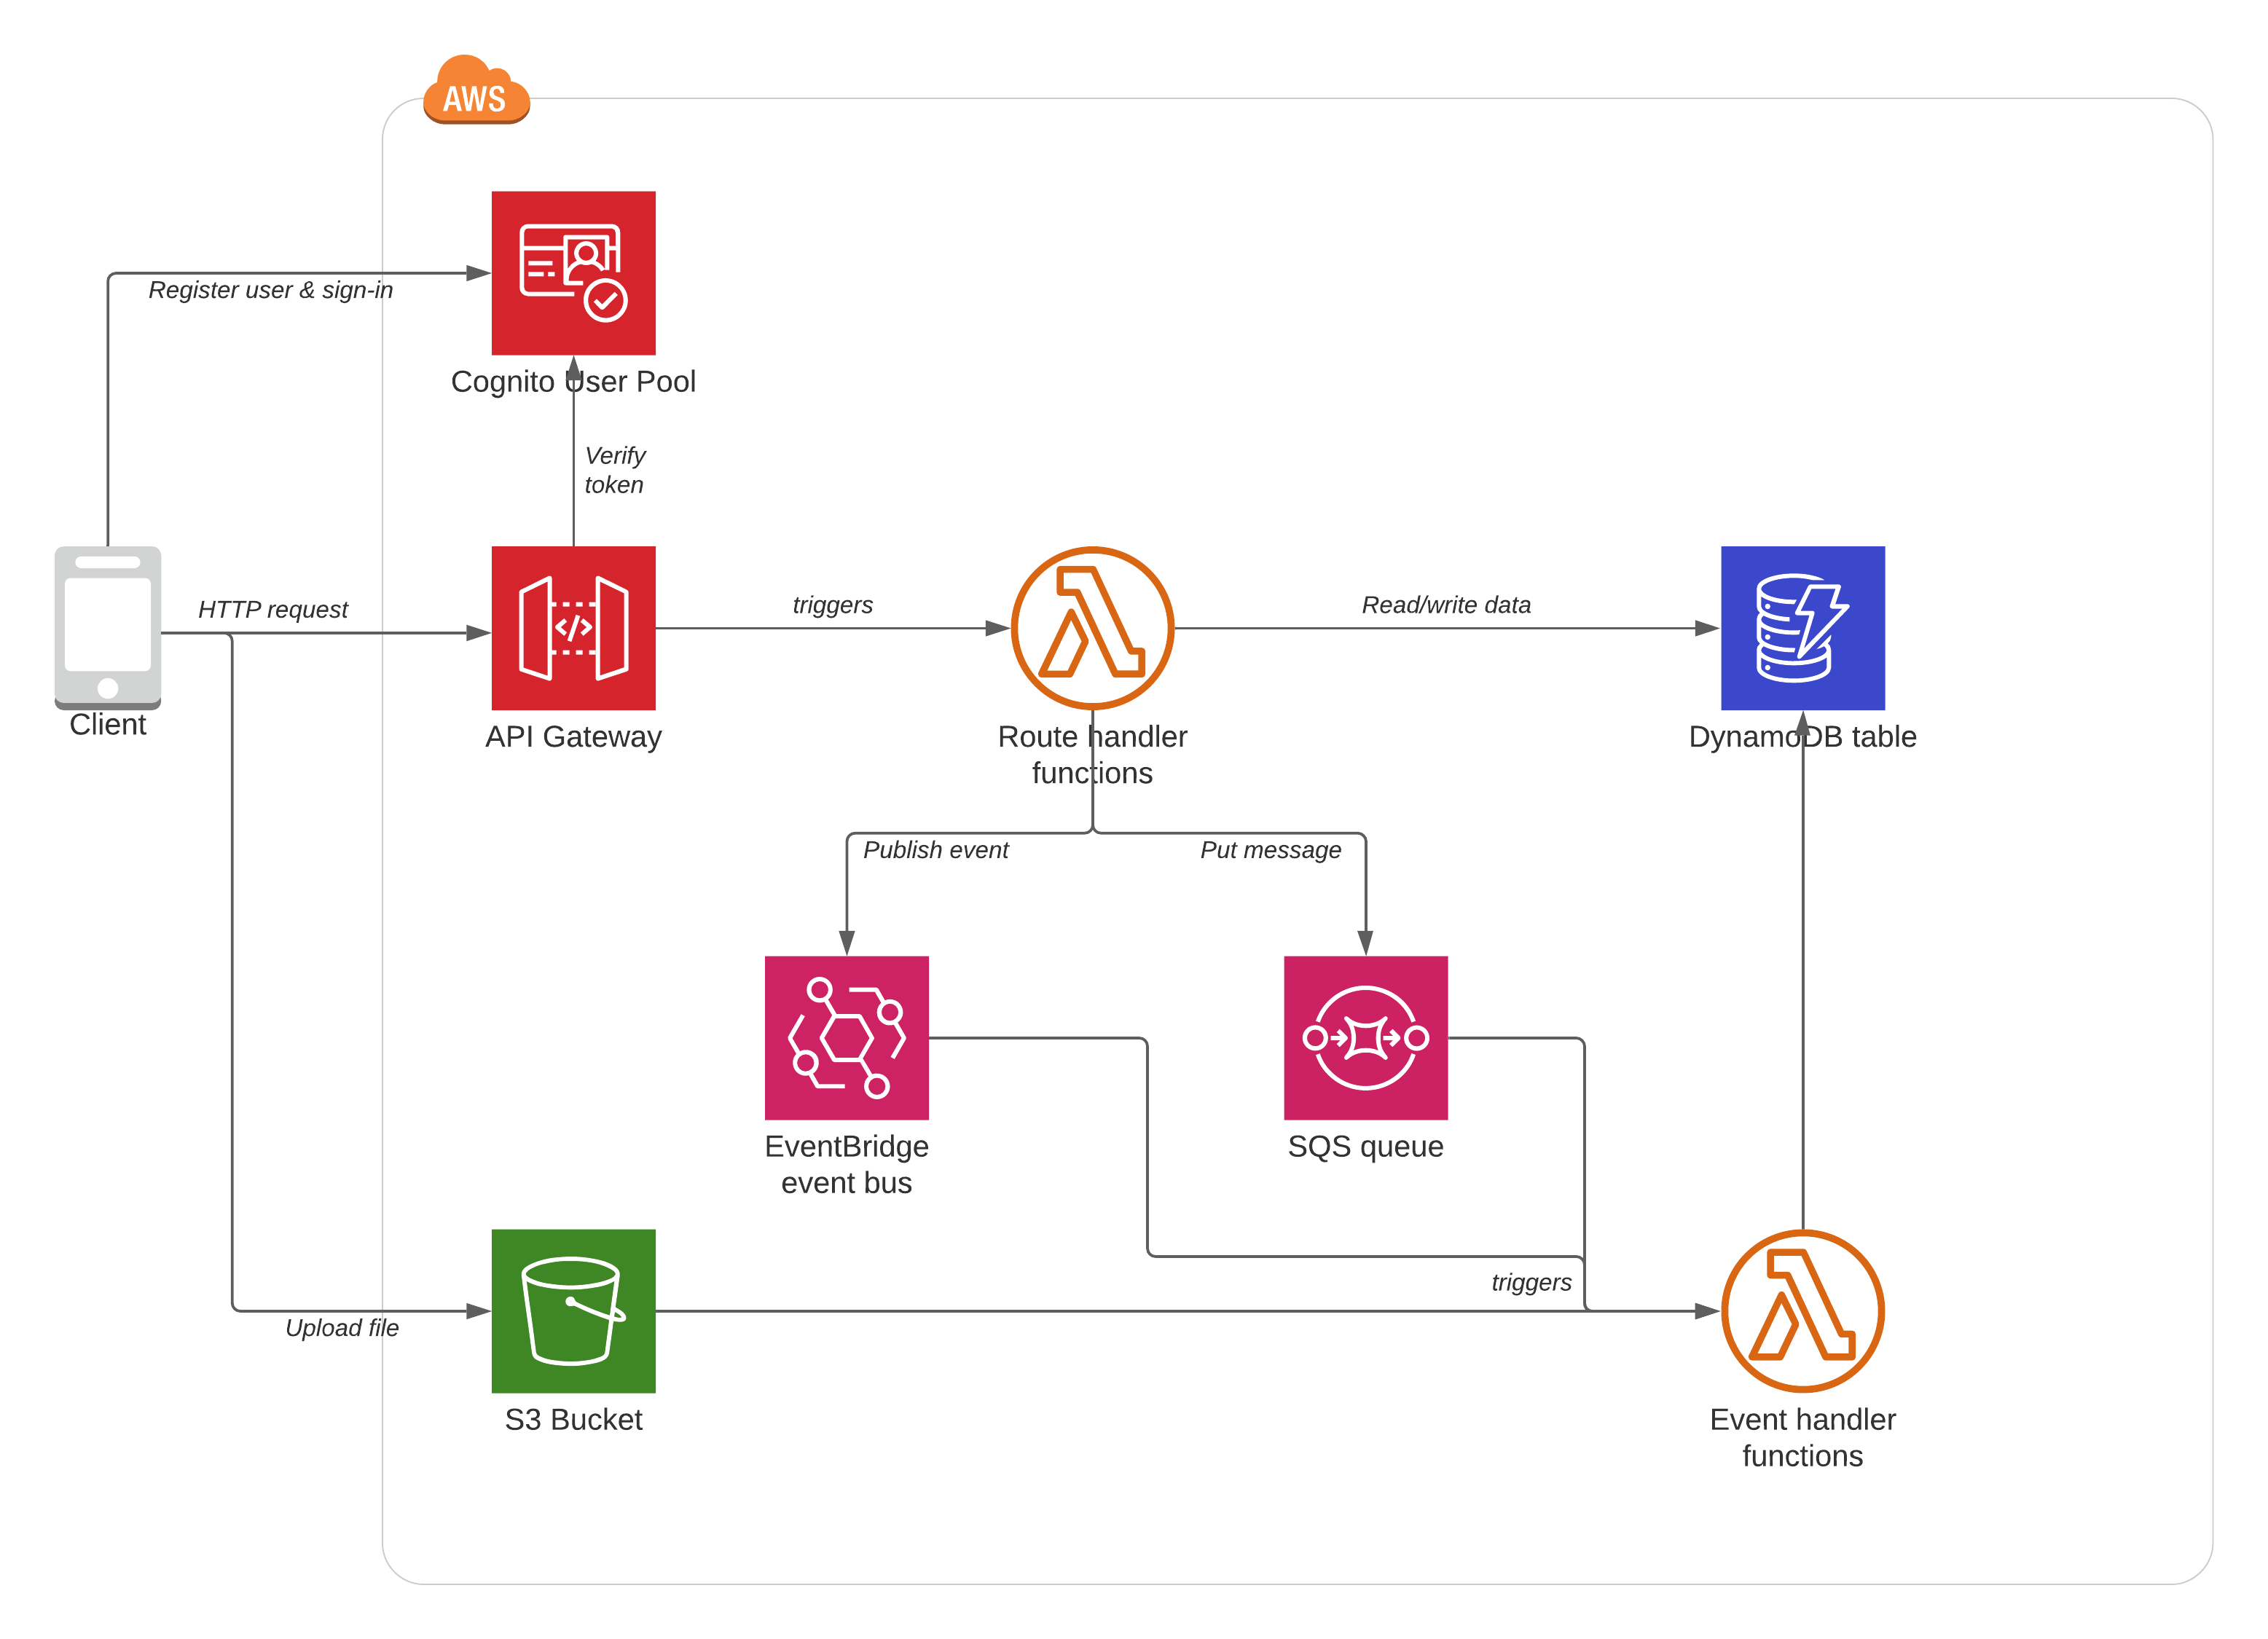 AWS
Register user & sign-in
Cognito User Pool
Verify
token
HTTP request
triggers
Read/write data
Client
API Gateway
Route handler
functions
DynamoDB table
Publish event
Put message
EventBridge
event bus
SQS queue
triggers
Upload file
S3 Bucket
Event handler
functions